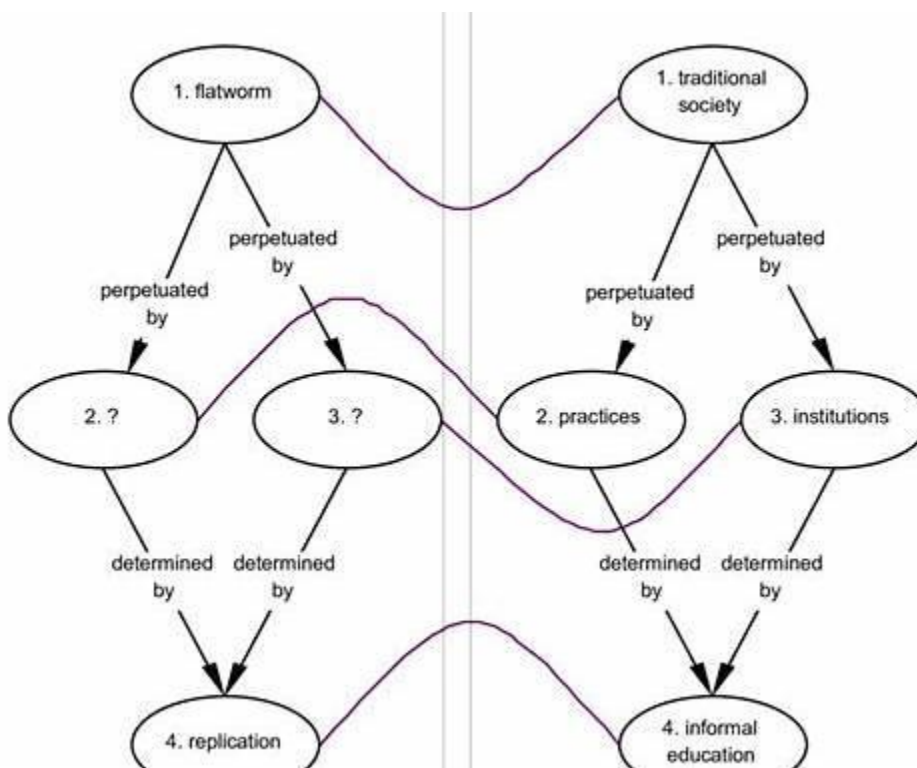 1. flatworm
1. traditional
society
perpetuated
by
perpetuated
by
perpetuated
by
perpetuated
by
2. ?
3. ?
2. practices
3. institutions
determined
by
determined
by
determined
by
determined
by
4. replication
4. informal
education